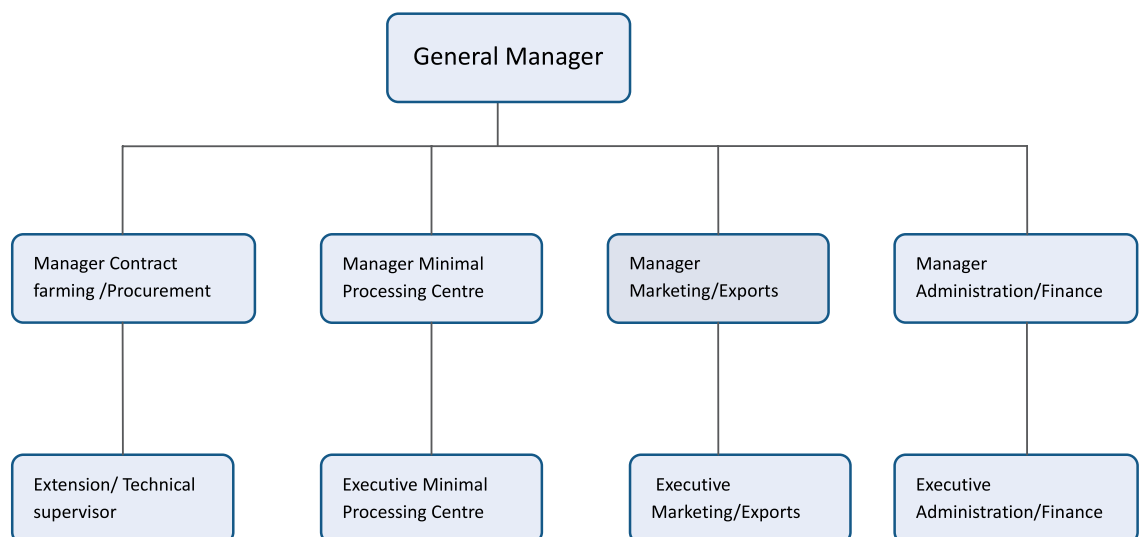 General Manager
Manager Contract
farming /Procurement
Manager Minimal
Processing Centre
Manager
Marketing/Exports
Manager
Administration/Finance
Extension/ Technical
supervisor
Executive Minimal
Processing Centre
Executive
Marketing/Exports
Executive
Administration/Finance